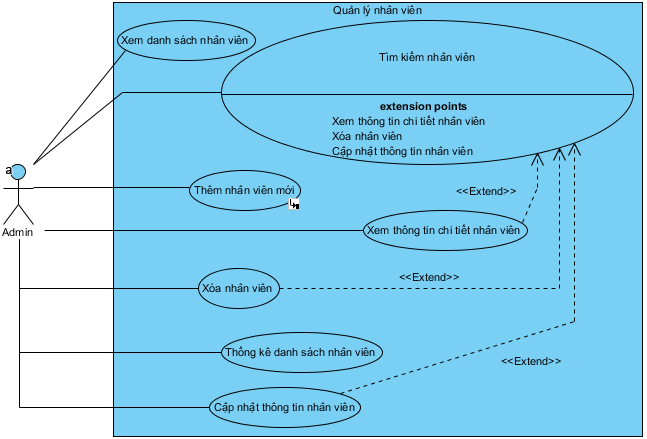 Quản lý nhân viên
Xem danh sách nhân viên
Tìm kiếm nhân viên
extension points
Xem thông tin chi tiết nhân viên
Xóa nhân viên
Cập nhật thông tin nhân viên
a
Thêm nhân viên mới
<<Extend>>
Admin
Xem thông tin chi tiết nhân viên
<<Extend>>
Xóa nhân viên
Thống kê danh sách nhân viên
<<Extend>>
Cập nhật thông tin nhân viên